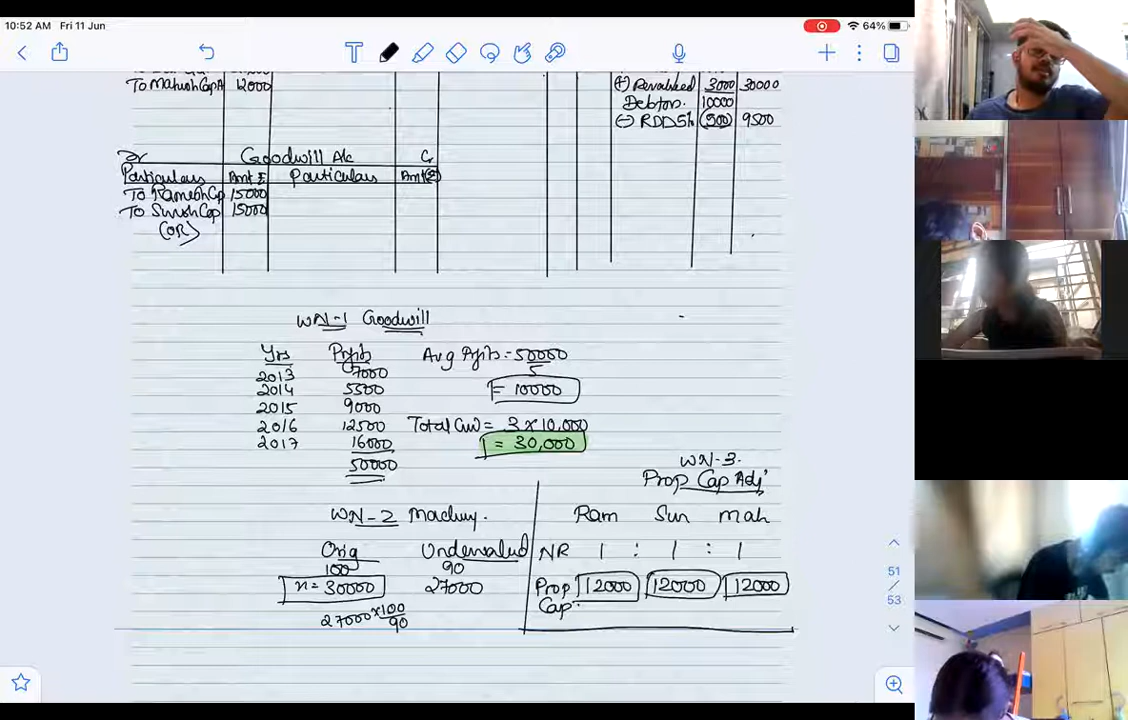 10:52 AM Fri 11 Jun
64%
To Mahesh Cap A 12000
(+) Revalued 3000 30000
Debtors. 10000
(-) RDD 5% (500) 9500
Dr Goodwill A/c Cr
Particulars Amt ₹ Particulars Amt(₹)
To Ramesh Cap 15000
To Suresh Cap 15000
(OR)
WN-1 Goodwill
Yrs Profits
2013 7000
2014 5500
2015 9000
2016 12500
2017 16000
50000
Avg Profits = 50000
5
= 10000
Total GW = 3 × 10,000
= 30,000
WN-2 Machinery.
Orig Undervalued
100 90
x = 30000 27000
27000 × 100
90
WN-3.
Prop Cap Adj'
Ram Sur Mah
NR 1 : 1 : 1
Prop 12000 12000 12000
Cap:
51
/
53